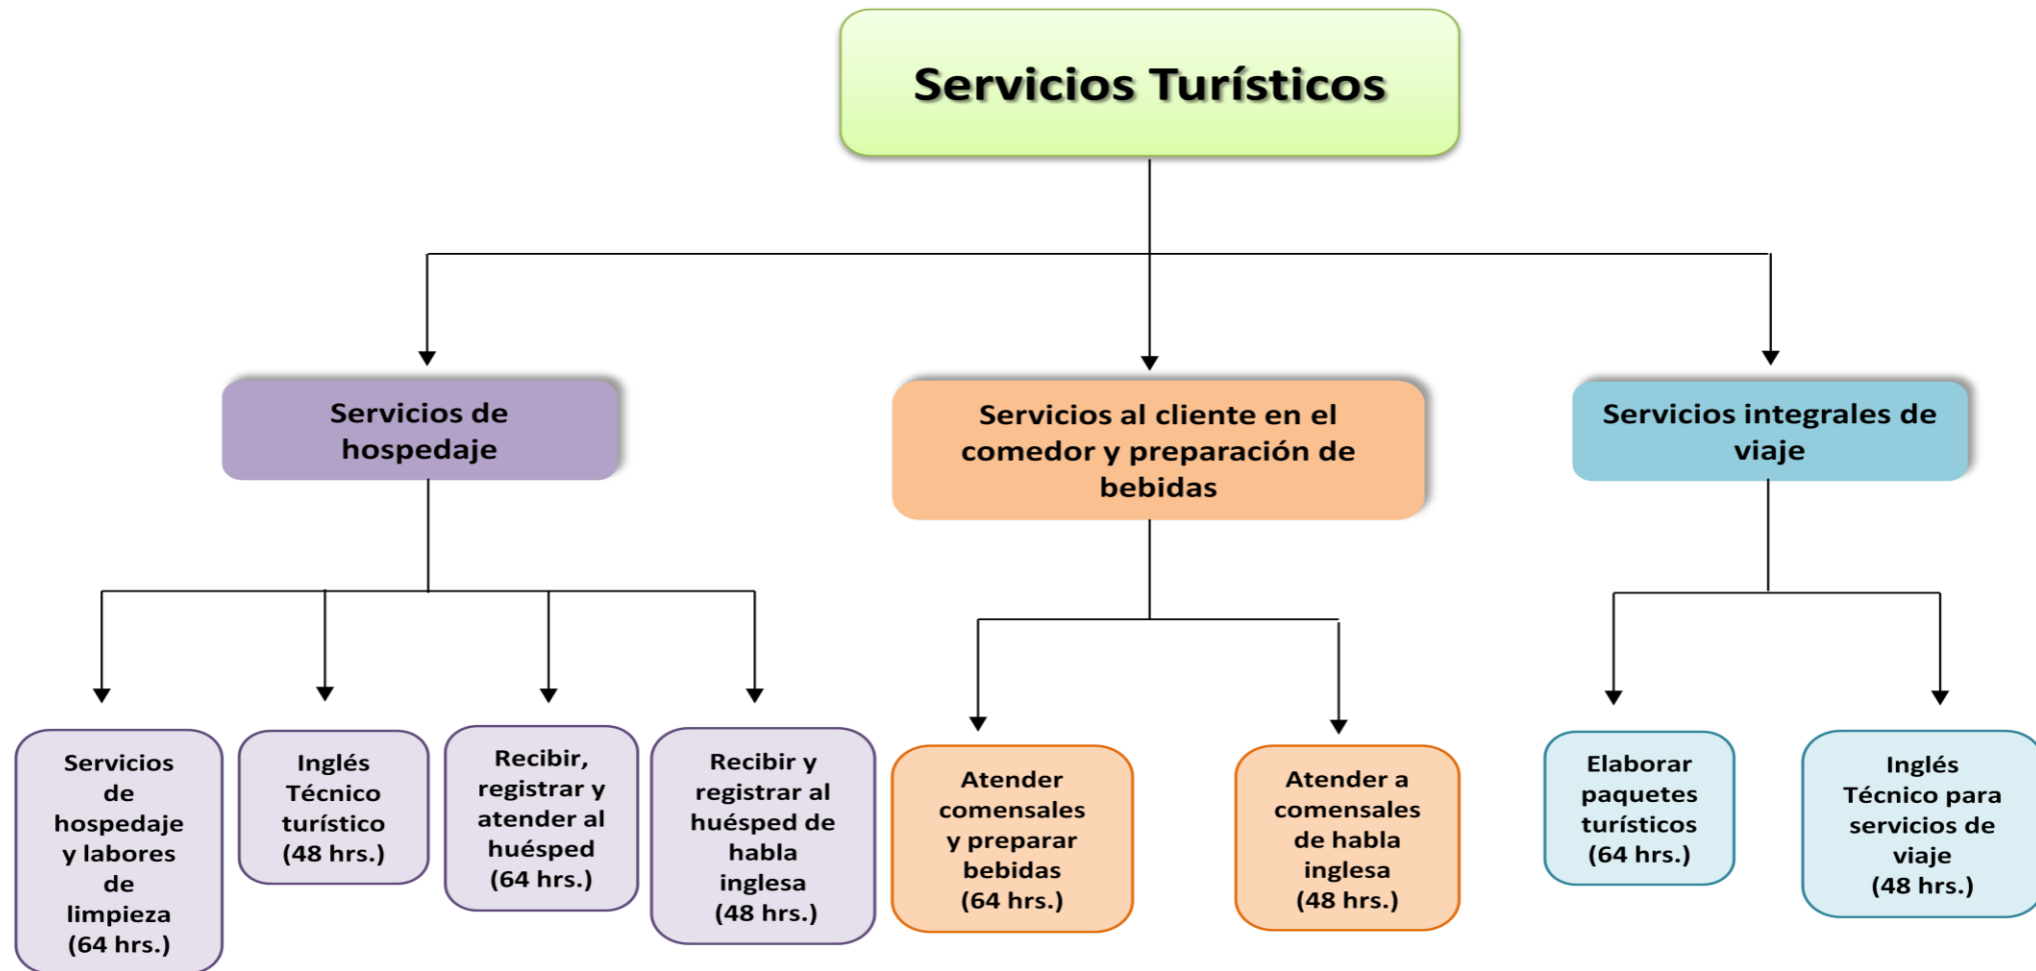 Servicios Turísticos
Servicios de
hospedaje
Servicios al cliente en el
comedor y preparación de
bebidas
Servicios integrales de
viaje
Servicios
de
hospedaje
y labores
de
limpieza
(64 hrs.)
Inglés
Técnico
turístico
(48 hrs.)
Recibir,
registrar y
atender al
huésped
(64 hrs.)
Recibir y
registrar al
huésped de
habla
inglesa
(48 hrs.)
Atender
comensales
y preparar
bebidas
(64 hrs.)
Atender a
comensales
de habla
inglesa
(48 hrs.)
Elaborar
paquetes
turísticos
(64 hrs.)
Inglés
Técnico para
servicios de
viaje
(48 hrs.)